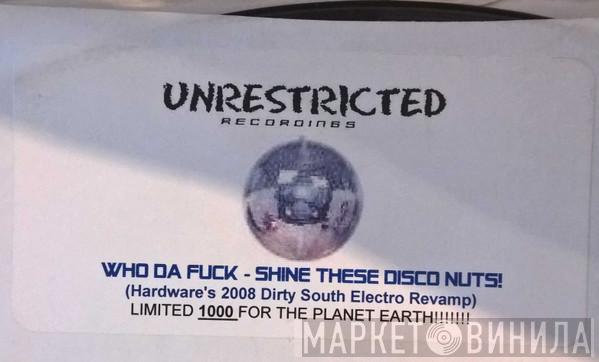 UNRESTRICTED
RECORDINGS
WHO DA FUCK - SHINE THESE DISCO NUTS!
(Hardware's 2008 Dirty South Electro Revamp)
LIMITED 1000 FOR THE PLANET EARTH!!!!!!!
МАРКЕТ ВИНИЛА